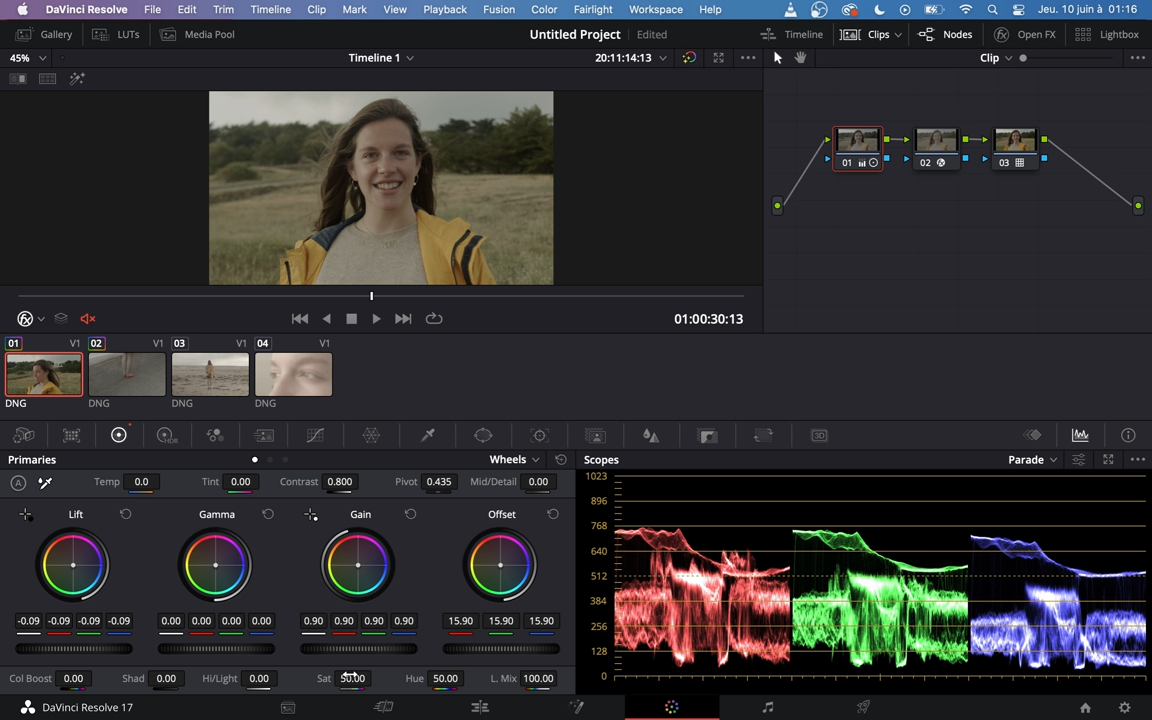 DaVinci Resolve File Edit Trim Timeline Clip Mark View Playback Fusion Color Fairlight Workspace Help Jeu. 10 juin à 01:16
Gallery LUTs Media Pool Untitled Project Edited Timeline Clips Nodes Open FX Lightbox
45% Timeline 1 20:11:14:13 Clip
01 02 03
01:00:30:13
01 V1 02 V1 03 V1 04 V1
DNG DNG DNG DNG
HDR 3D
Primaries Wheels Scopes Parade
A Temp 0.0 Tint 0.00 Contrast 0.800 Pivot 0.435 Mid/Detail 0.00
Lift Gamma Gain Offset
-0.09 -0.09 -0.09 -0.09 0.00 0.00 0.00 0.00 0.90 0.90 0.90 0.90 15.90 15.90 15.90
Col Boost 0.00 Shad 0.00 Hi/Light 0.00 Sat 50.00 Hue 50.00 L. Mix 100.00
1023
896
768
640
512
384
256
128
0
DaVinci Resolve 17